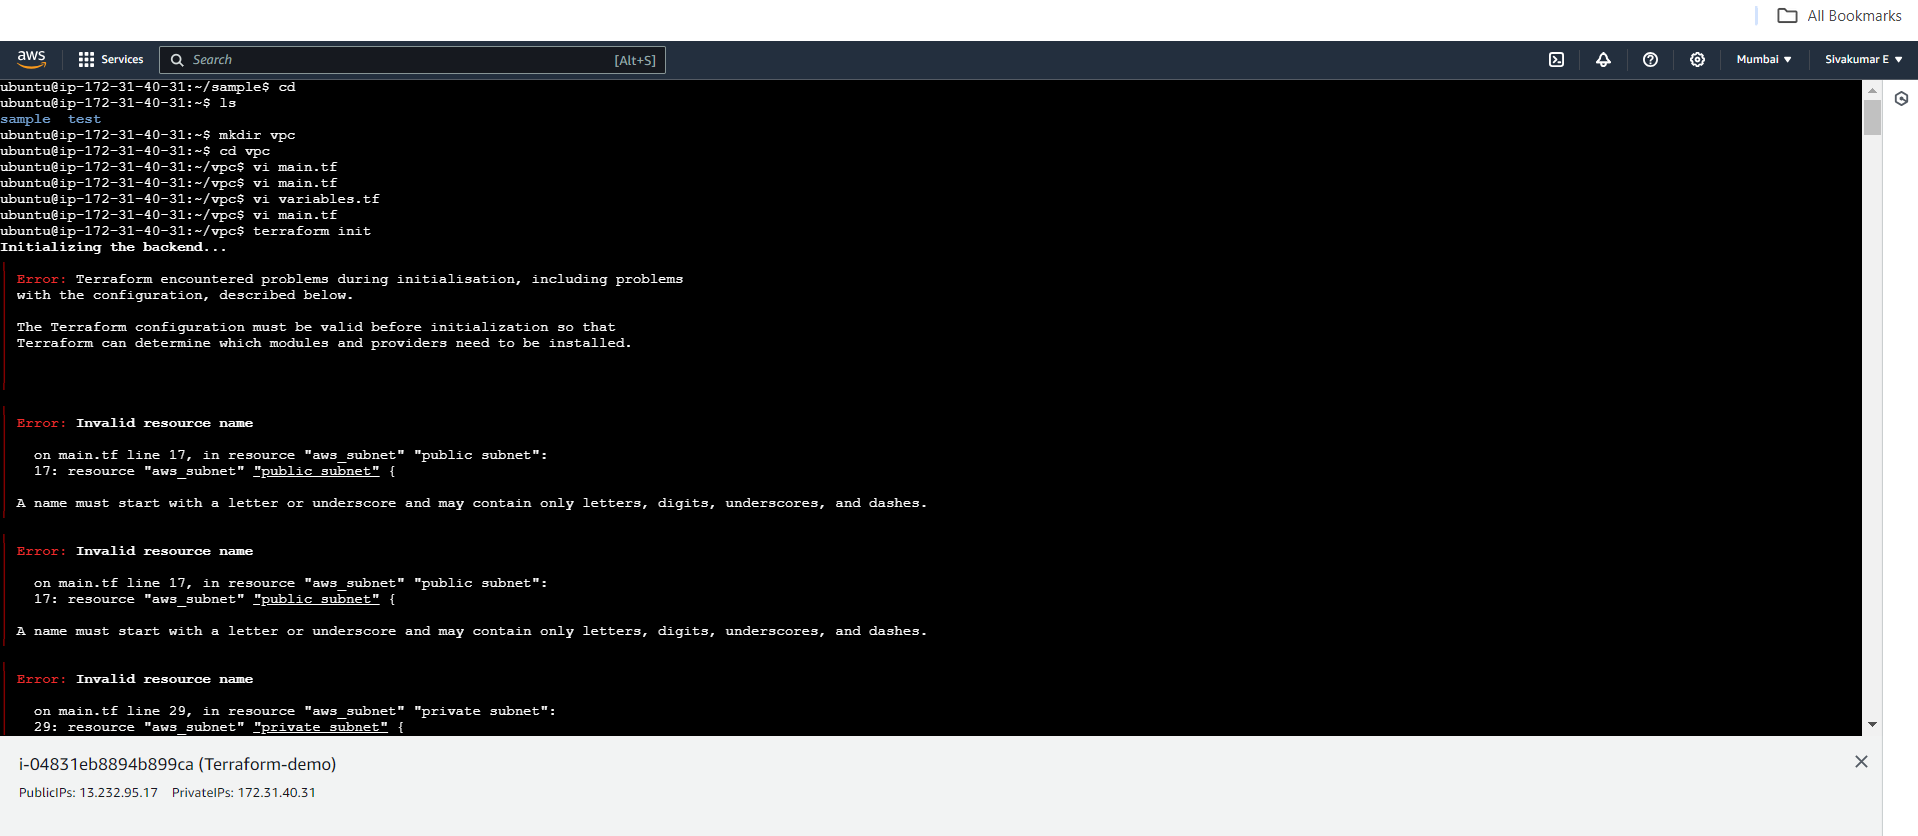 All Bookmarks
aws Services Search [Alt+S] Mumbai Sivakumar E
ubuntu@ip-172-31-40-31:~/sample$ cd
ubuntu@ip-172-31-40-31:~$ ls
sample test
ubuntu@ip-172-31-40-31:~$ mkdir vpc
ubuntu@ip-172-31-40-31:~$ cd vpc
ubuntu@ip-172-31-40-31:~/vpc$ vi main.tf
ubuntu@ip-172-31-40-31:~/vpc$ vi main.tf
ubuntu@ip-172-31-40-31:~/vpc$ vi variables.tf
ubuntu@ip-172-31-40-31:~/vpc$ vi main.tf
ubuntu@ip-172-31-40-31:~/vpc$ terraform init
Initializing the backend...
Error: Terraform encountered problems during initialisation, including problems
with the configuration, described below.
The Terraform configuration must be valid before initialization so that
Terraform can determine which modules and providers need to be installed.
Error: Invalid resource name
on main.tf line 17, in resource "aws_subnet" "public subnet":
17: resource "aws_subnet" "public subnet" {
A name must start with a letter or underscore and may contain only letters, digits, underscores, and dashes.
Error: Invalid resource name
on main.tf line 17, in resource "aws_subnet" "public subnet":
17: resource "aws_subnet" "public subnet" {
A name must start with a letter or underscore and may contain only letters, digits, underscores, and dashes.
Error: Invalid resource name
on main.tf line 29, in resource "aws_subnet" "private subnet":
29: resource "aws_subnet" "private subnet" {
i-04831eb8894b899ca (Terraform-demo)
PublicIPs: 13.232.95.17 PrivateIPs: 172.31.40.31